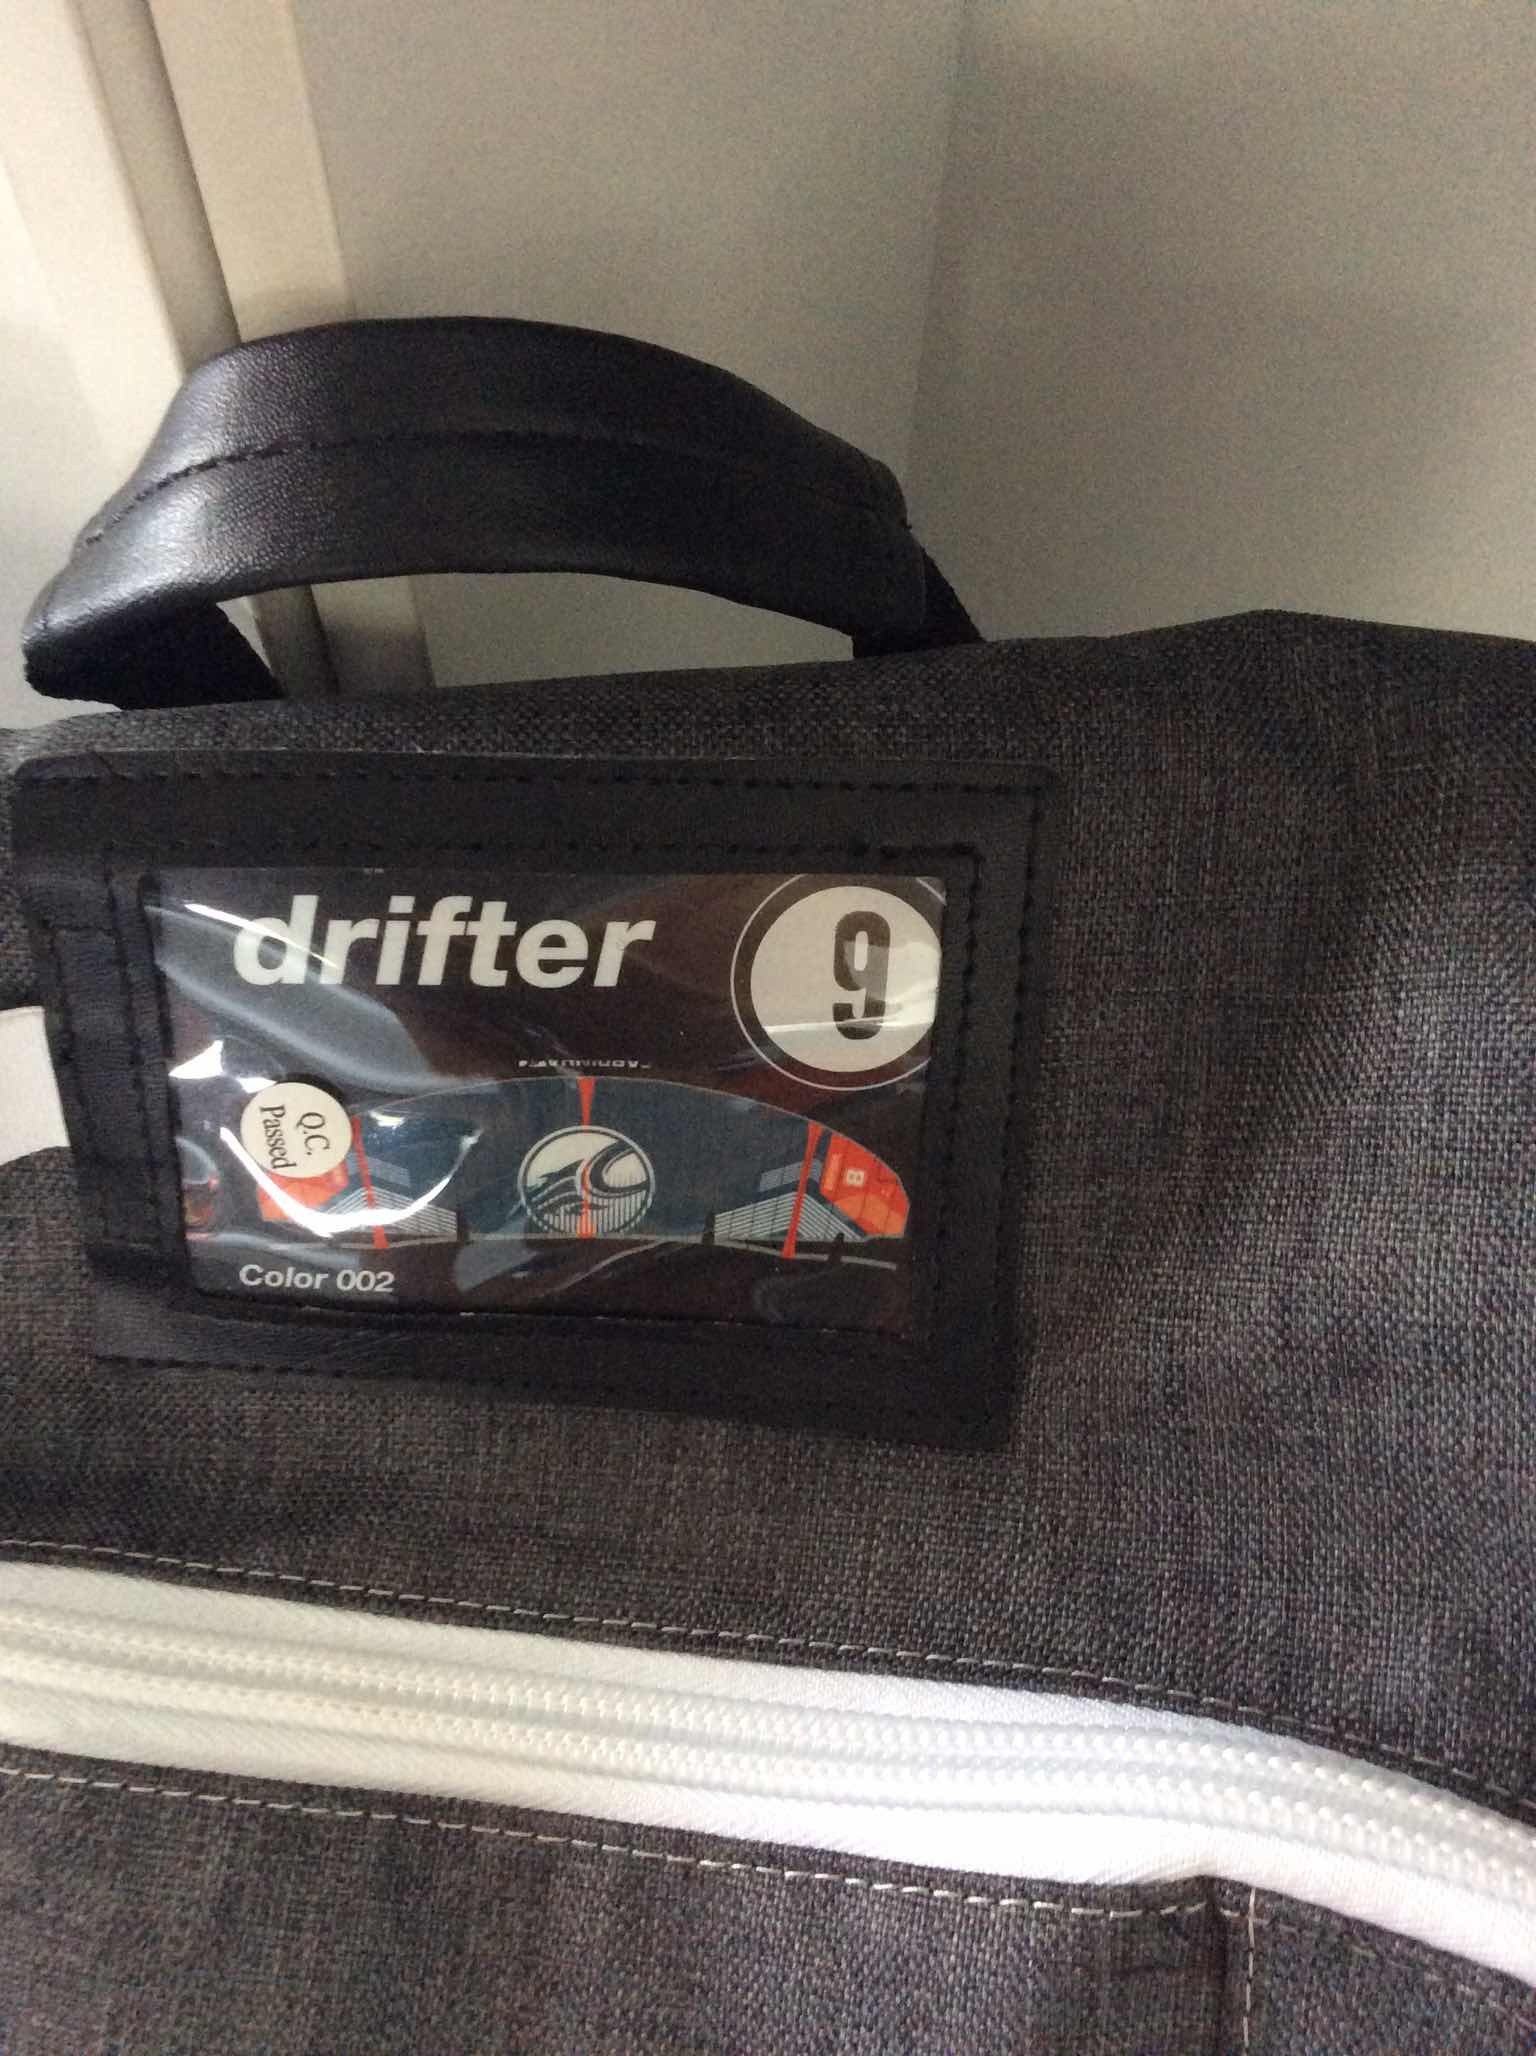 drifter
9
Q.C.
Passed
8
Color 002